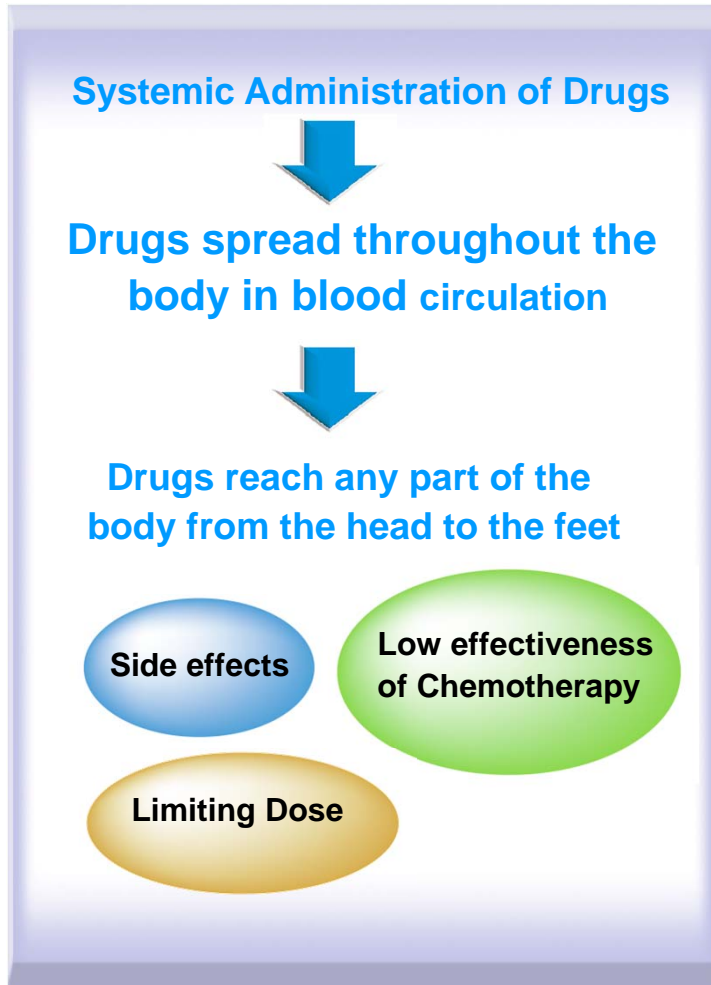 Systemic Administration of Drugs
Drugs spread throughout the
body in blood circulation
Drugs reach any part of the
body from the head to the feet
Side effects
Low effectiveness
of Chemotherapy
Limiting Dose